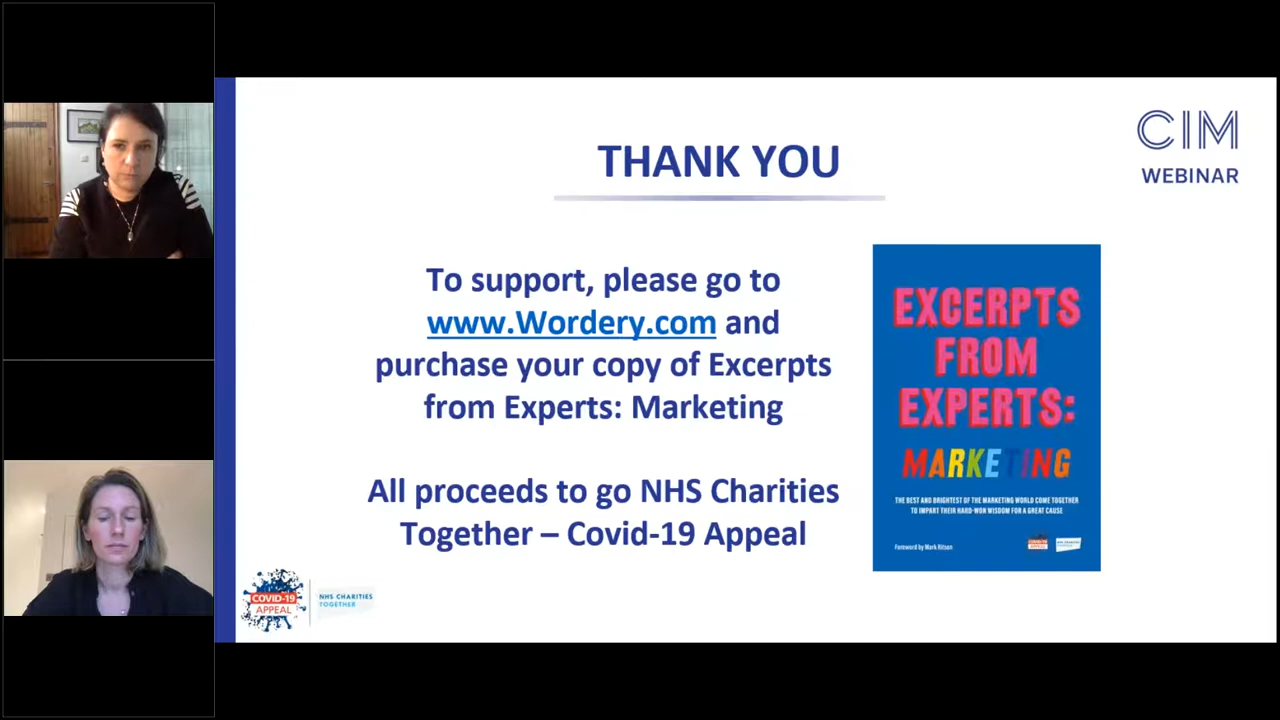 CIM
WEBINAR
THANK YOU
To support, please go to
www.Wordery.com and
purchase your copy of Excerpts
from Experts: Marketing
All proceeds to go NHS Charities
Together – Covid-19 Appeal
EXCERPTS
FROM
EXPERTS:
MARKETING
THE BEST AND BRIGHTEST OF THE MARKETING WORLD COME TOGETHER
TO IMPART THEIR HARD-WON WISDOM FOR A GREAT CAUSE
Foreword by Mark Ritson
COVID-19
APPEAL
NHS CHARITIES
TOGETHER